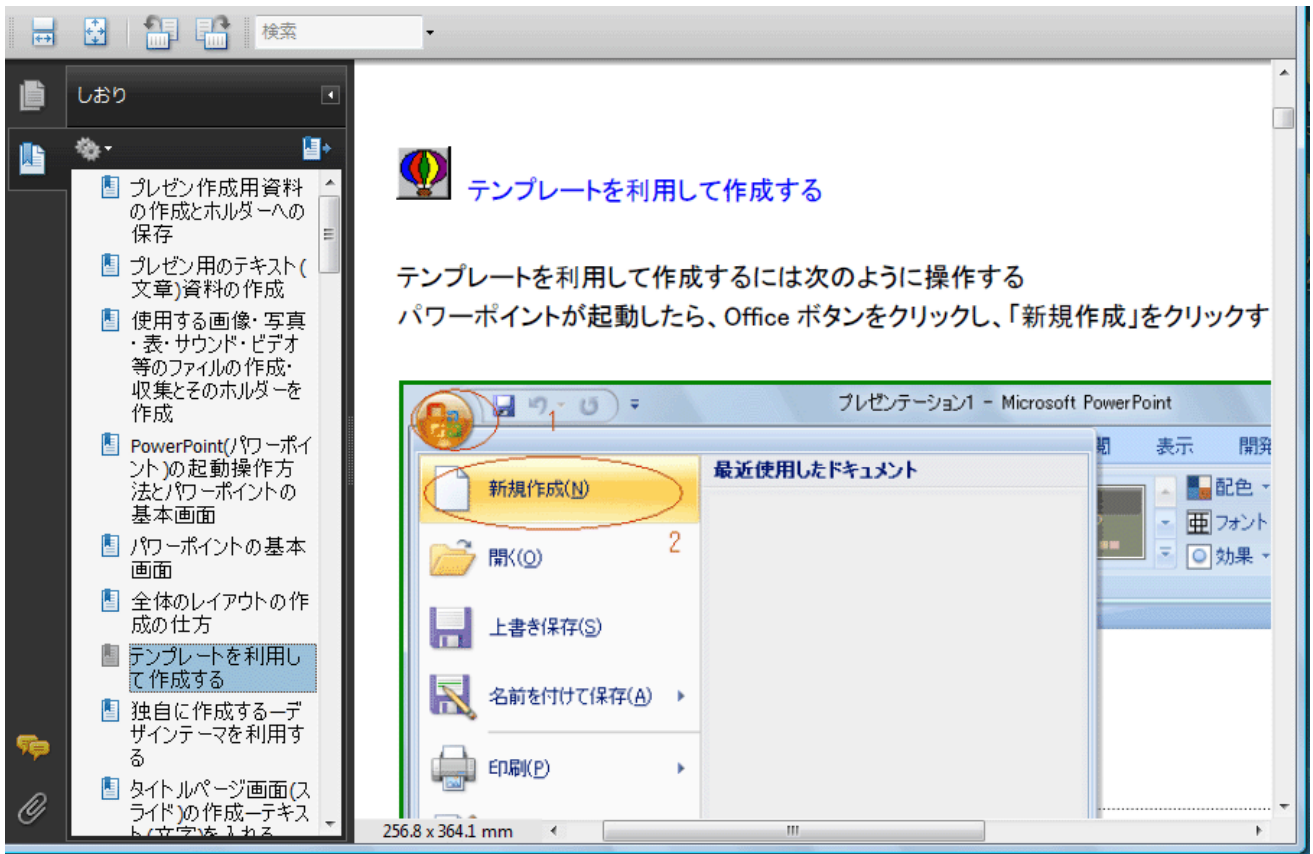 検索
しおり
プレゼン作成用資料
の作成とホルダーへの
保存
プレゼン用のテキスト(
文章)資料の作成
使用する画像・写真
・表・サウンド・ビデオ
等のファイルの作成・
収集とそのホルダーを
作成
PowerPoint(パワーポイ
ント)の起動操作方
法とパワーポイントの
基本画面
パワーポイントの基本
画面
全体のレイアウトの作
成の仕方
テンプレートを利用し
て作成する
独自に作成する―デ
ザインテーマを利用す
る
タイトルページ画面(ス
ライド)の作成―テキス
ト(文字)を入れる
テンプレートを利用して作成する
テンプレートを利用して作成するには次のように操作する
パワーポイントが起動したら、Office ボタンをクリックし、「新規作成」をクリックす
1
プレゼンテーション1 - Microsoft PowerPoint
表示
開発
新規作成(N)
2
最近使用したドキュメント
配色
フォント
効果
開く(O)
上書き保存(S)
名前を付けて保存(A)
印刷(P)
256.8 x 364.1 mm